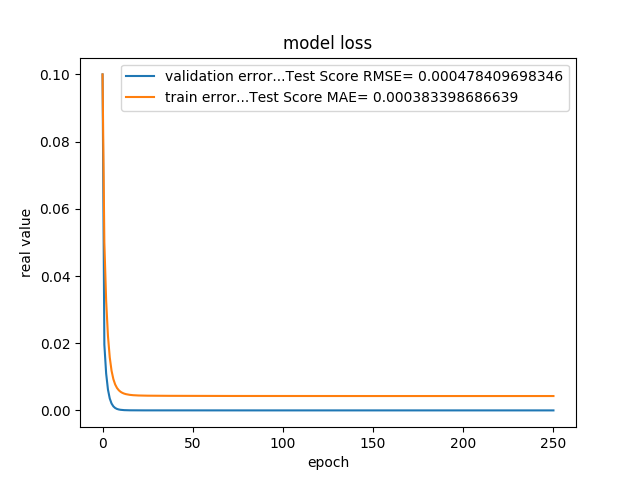 model loss
validation error...Test Score RMSE= 0.000478409698346
train error...Test Score MAE= 0.000383398686639
0.10
0.08
0.06
0.04
0.02
0.00
real value
0 50 100 150 200 250
epoch